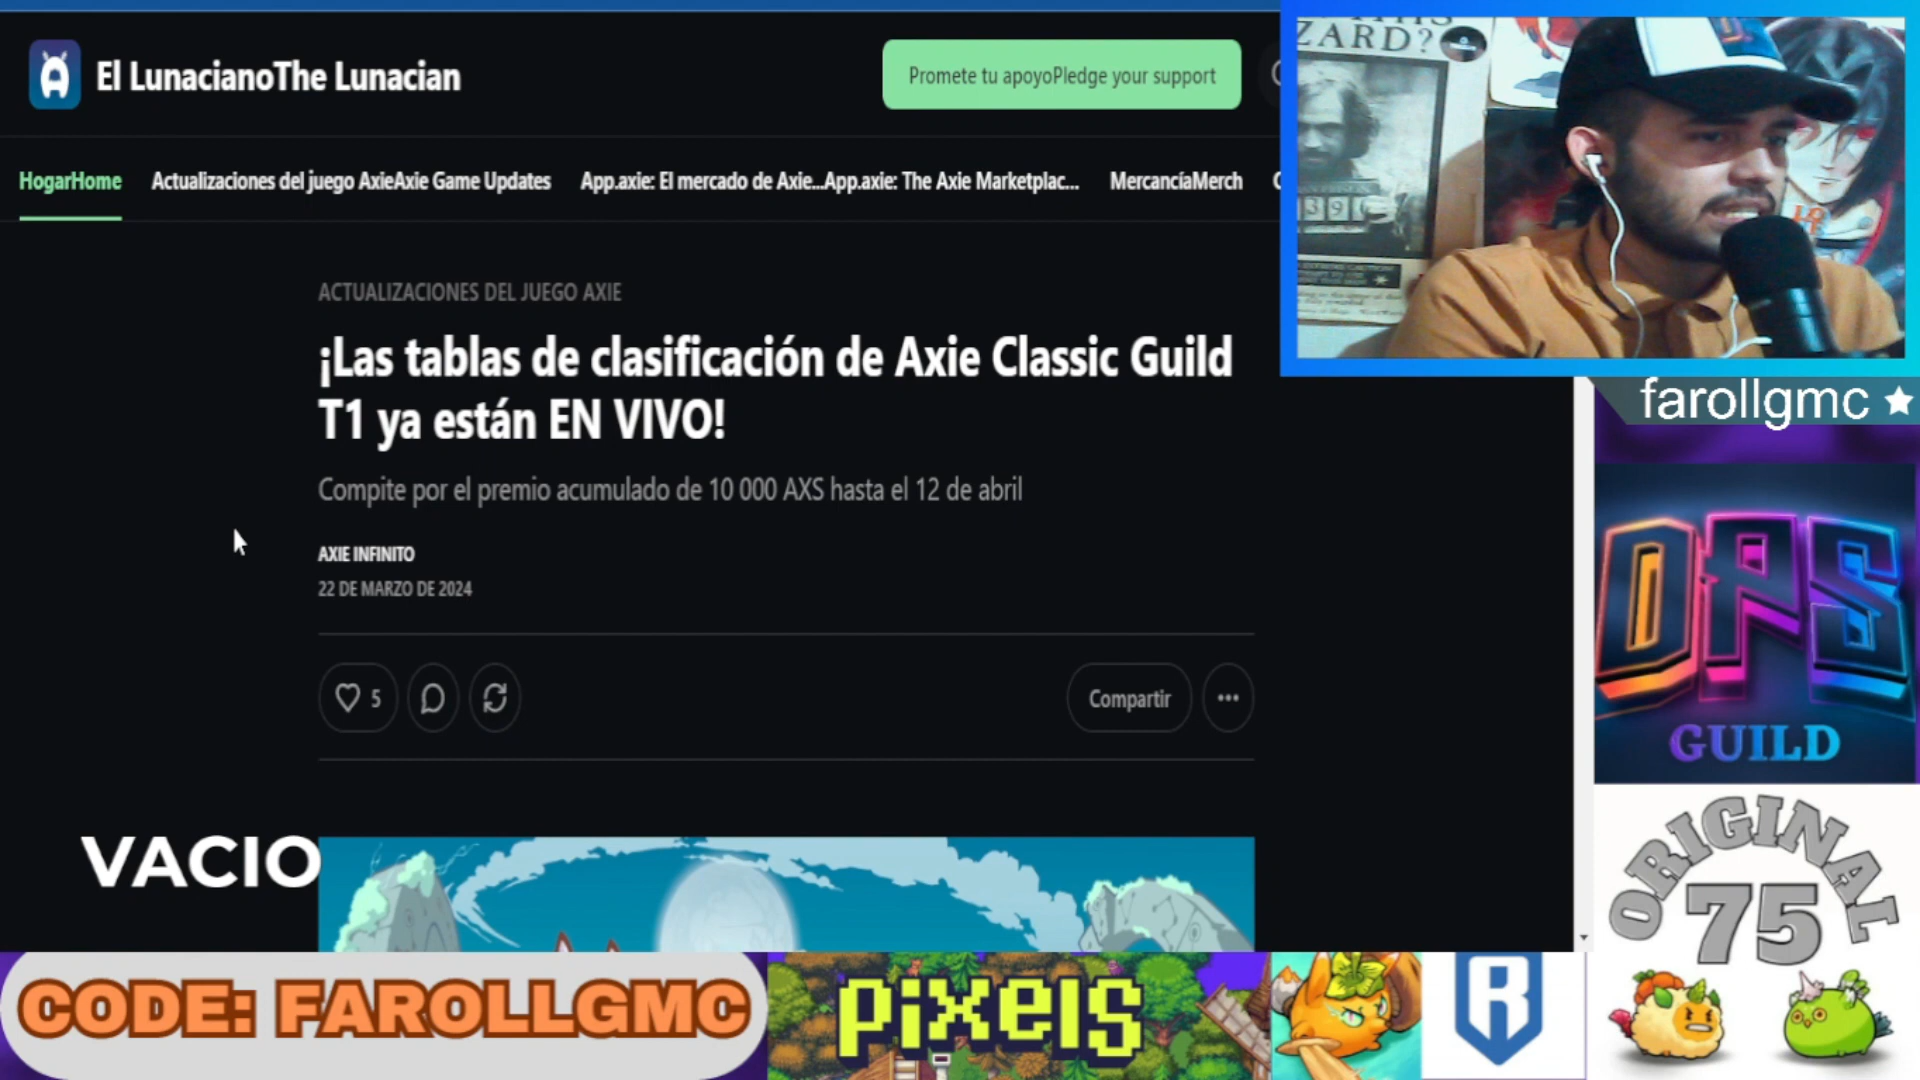 El LunacianoThe Lunacian
Promete tu apoyoPledge your support
HogarHome
Actualizaciones del juego AxieAxie Game Updates
App.axie: El mercado de Axie...App.axie: The Axie Marketplac...
MercancíaMerch
ACTUALIZACIONES DEL JUEGO AXIE
¡Las tablas de clasificación de Axie Classic Guild
T1 ya están EN VIVO!
Compite por el premio acumulado de 10 000 AXS hasta el 12 de abril
AXIE INFINITO
22 DE MARZO DE 2024
5
Compartir
VACIO
CODE: FAROLLGMC
pixels
ZARD?
farollgmc
OPS
GUILD
ORIGINAL
75